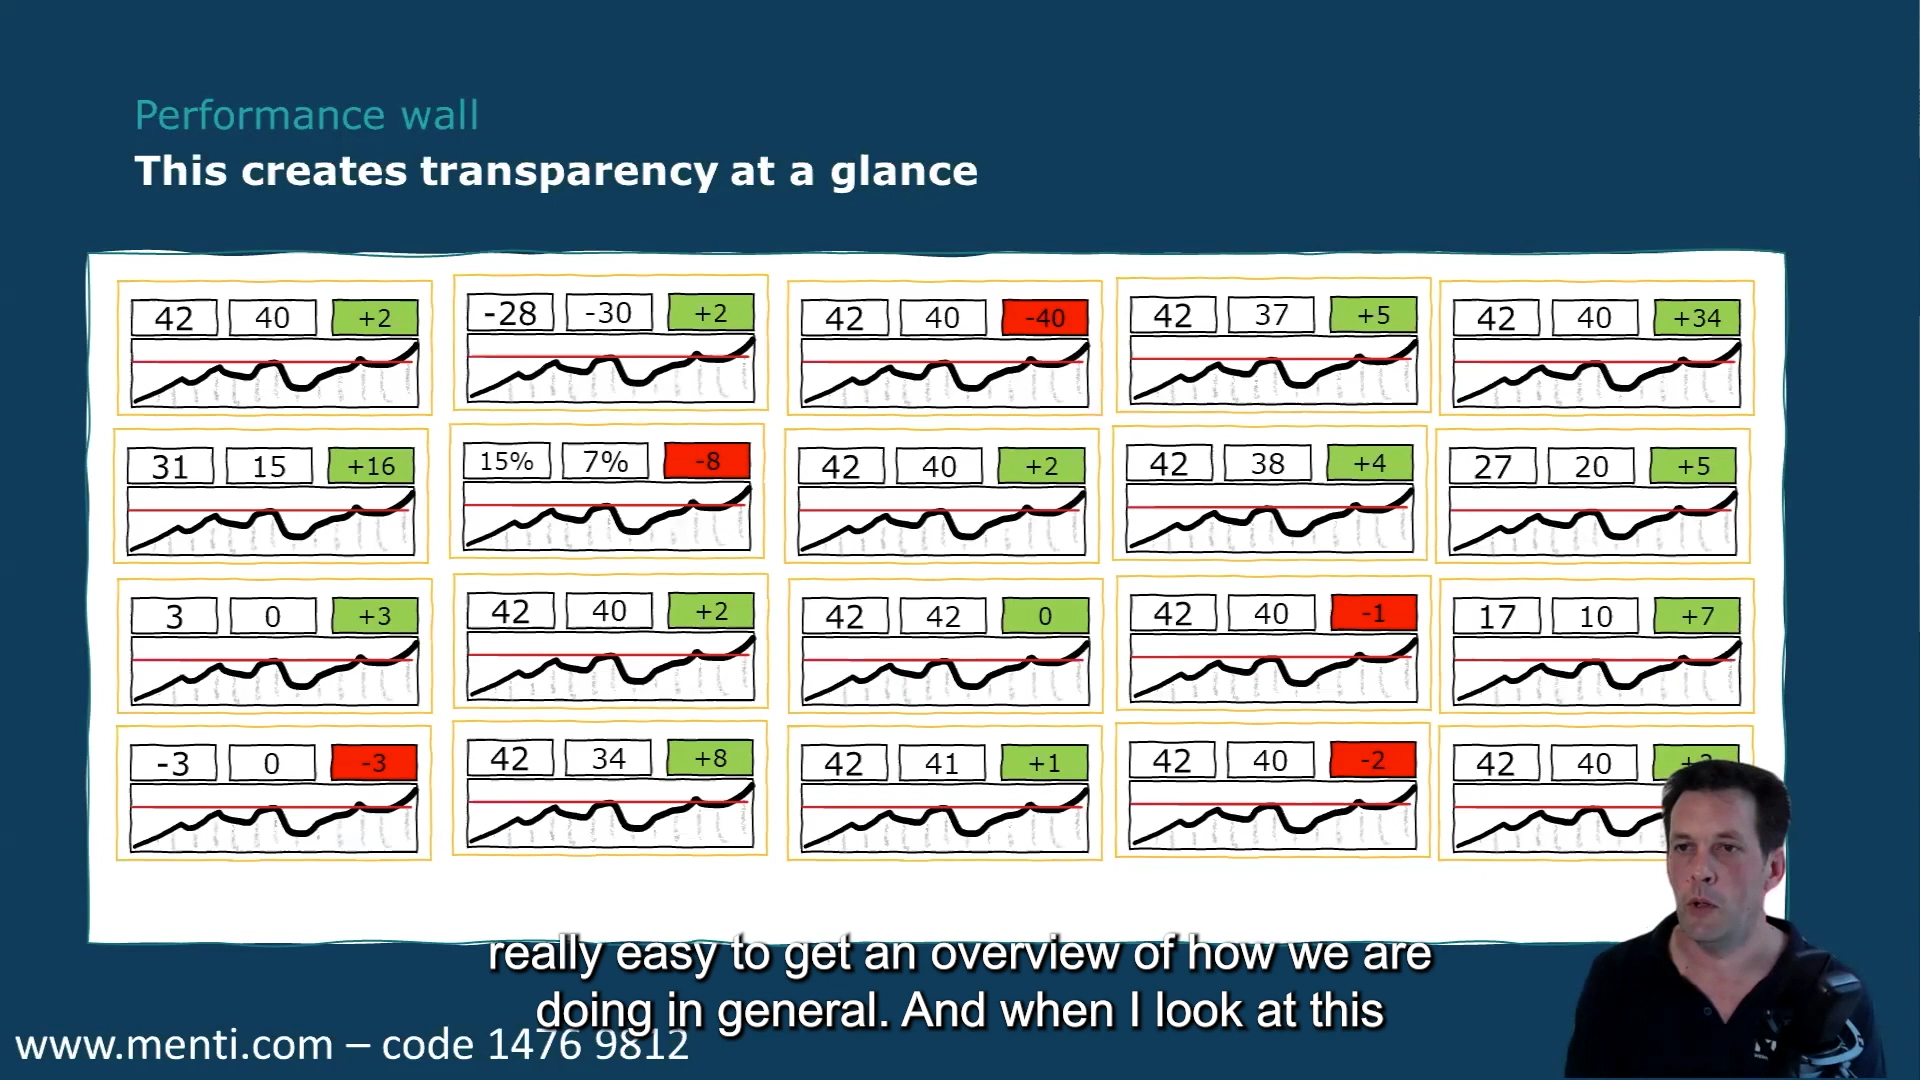 Performance wall
This creates transparency at a glance
42 40 +2 -28 -30 +2 42 40 -40 42 37 +5 42 40 +34
31 15 +16 15% 7% -8 42 40 +2 42 38 +4 27 20 +5
3 0 +3 42 40 +2 42 42 0 42 40 -1 17 10 +7
-3 0 -3 42 34 +8 42 41 +1 42 40 -2 42 40
really easy to get an overview of how we are
doing in general. And when I look at this
www.menti.com – code 1476 9812